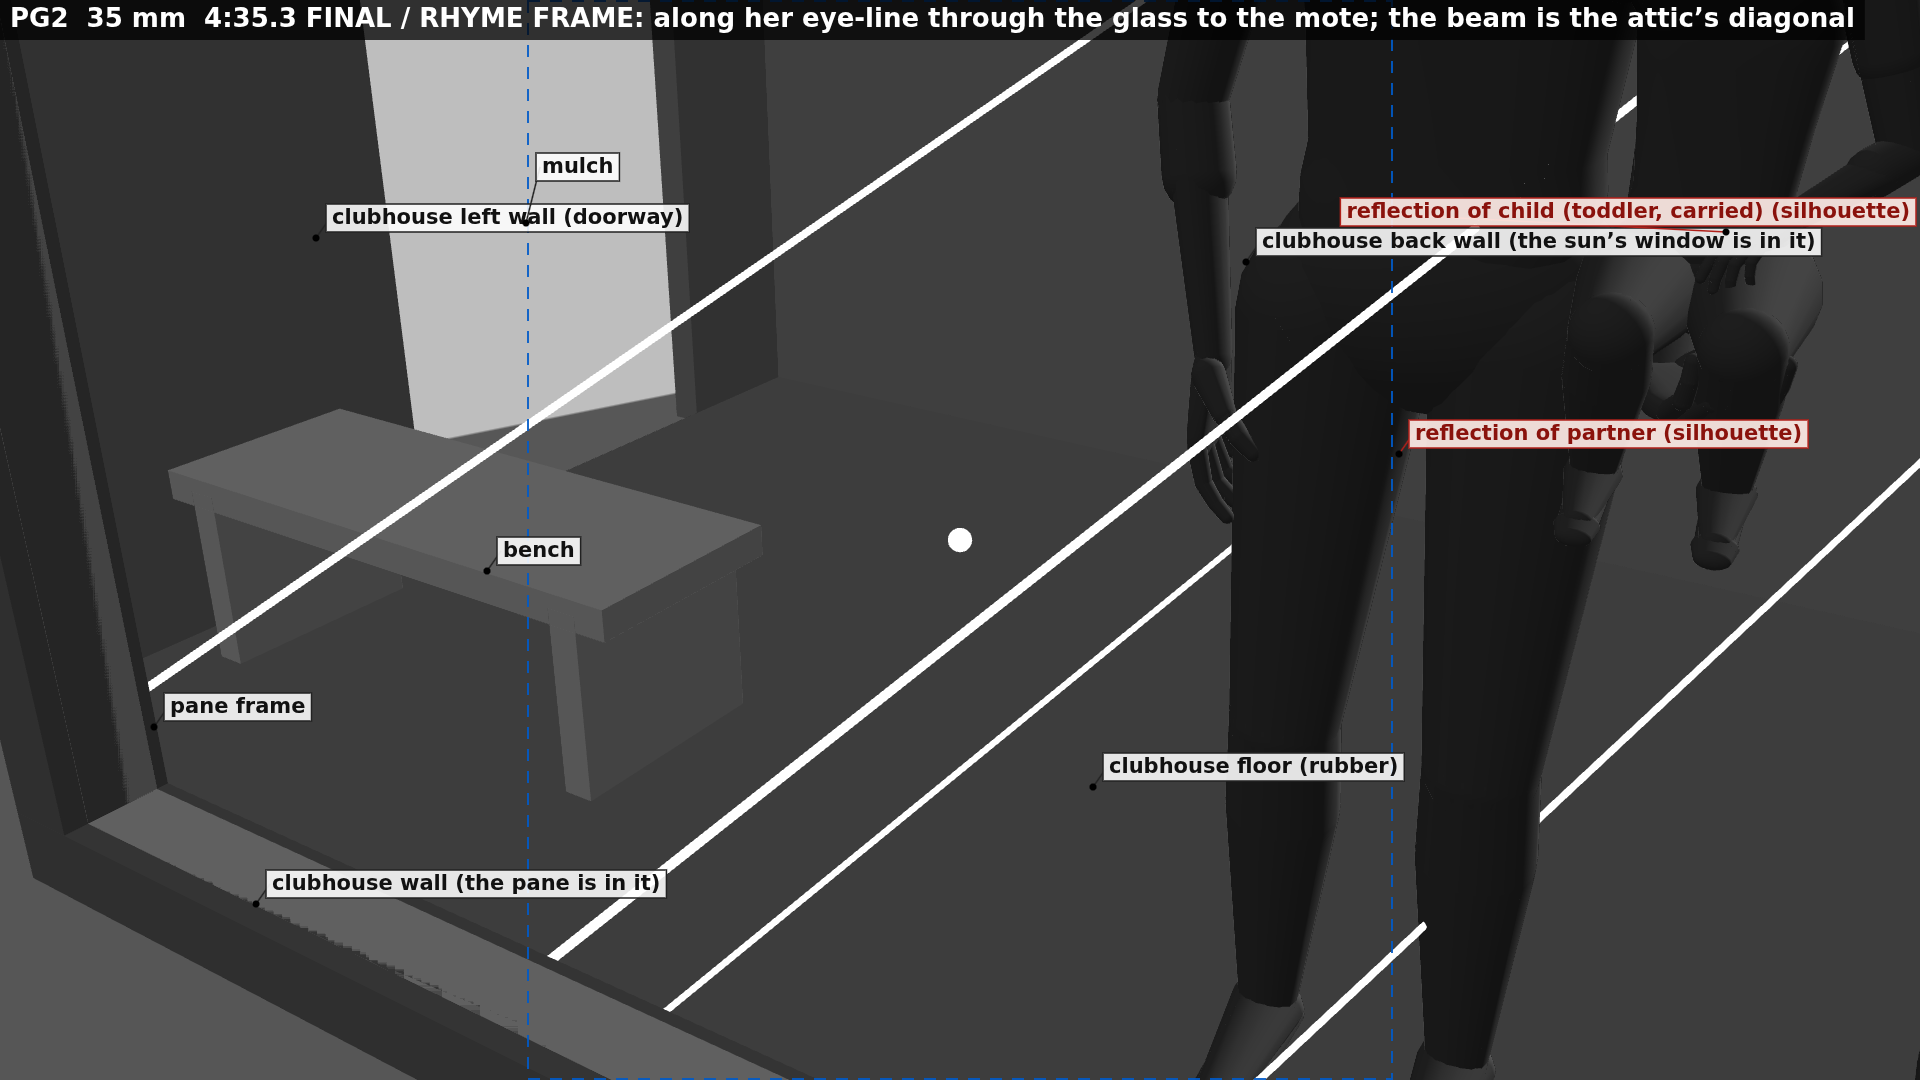 PG2  35 mm  4:35.3 FINAL / RHYME FRAME: along her eye-line through the glass to the mote; the beam is the attic’s diagonal
mulch
clubhouse left wall (doorway)
reflection of child (toddler, carried) (silhouette)
clubhouse back wall (the sun’s window is in it)
reflection of partner (silhouette)
bench
pane frame
clubhouse floor (rubber)
clubhouse wall (the pane is in it)